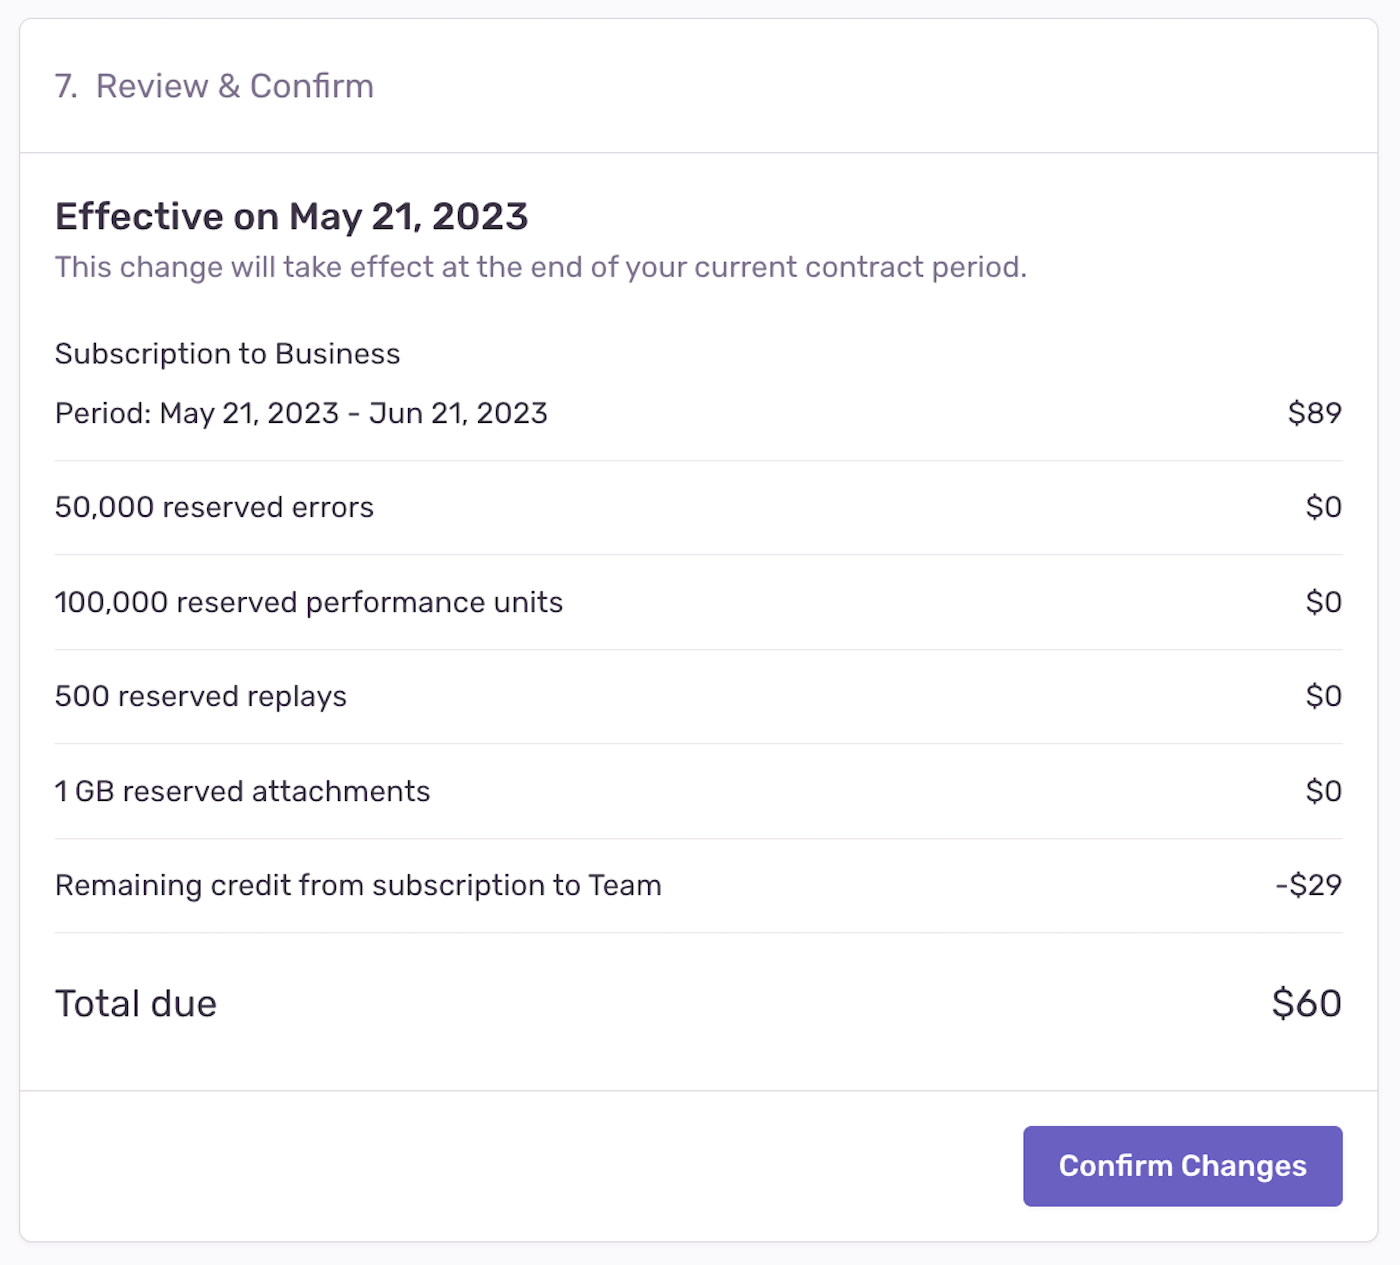 7. Review & Confirm
Effective on May 21, 2023
This change will take effect at the end of your current contract period.
Subscription to Business
Period: May 21, 2023 - Jun 21, 2023 $89
50,000 reserved errors $0
100,000 reserved performance units $0
500 reserved replays $0
1 GB reserved attachments $0
Remaining credit from subscription to Team -$29
Total due $60
Confirm Changes